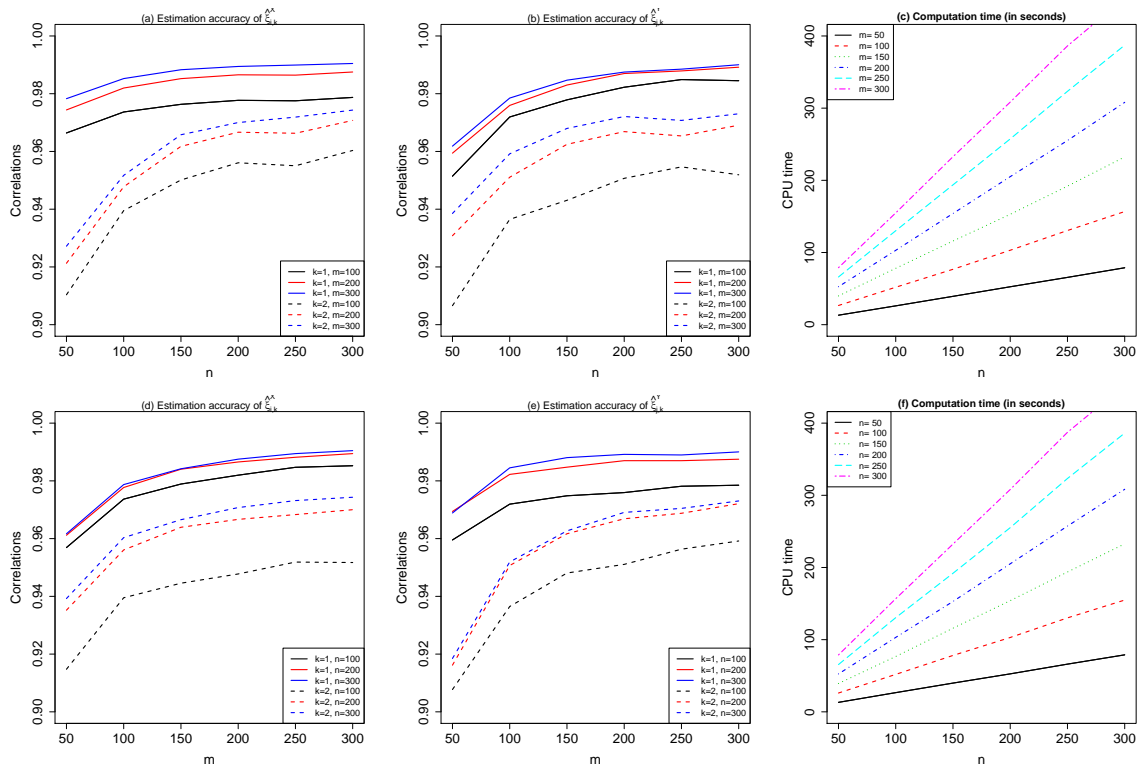 (a) Estimation accuracy of ξ̂ˣᵢ,ₖ
Correlations
0.90 0.92 0.94 0.96 0.98 1.00
50 100 150 200 250 300
n
k=1, m=100
k=1, m=200
k=1, m=300
k=2, m=100
k=2, m=200
k=2, m=300
(b) Estimation accuracy of
Correlations
0.90 0.92 0.94 0.96 0.98 1.00
50 100 150 200 250 300
n
k=1, m=100
k=1, m=200
k=1, m=300
k=2, m=100
k=2, m=200
k=2, m=300
(c) Computation time (in seconds)
CPU time
0 100 200 300 400
50 100 150 200 250 300
n
m= 50
m= 100
m= 150
m= 200
m= 250
m= 300
(d) Estimation accuracy of ξ̂ˣᵢ,ₖ
Correlations
0.90 0.92 0.94 0.96 0.98 1.00
50 100 150 200 250 300
m
k=1, n=100
k=1, n=200
k=1, n=300
k=2, n=100
k=2, n=200
k=2, n=300
(e) Estimation accuracy of
Correlations
0.90 0.92 0.94 0.96 0.98 1.00
50 100 150 200 250 300
m
k=1, n=100
k=1, n=200
k=1, n=300
k=2, n=100
k=2, n=200
k=2, n=300
(f) Computation time (in seconds)
CPU time
0 100 200 300 400
50 100 150 200 250 300
n
n= 50
n= 100
n= 150
n= 200
n= 250
n= 300